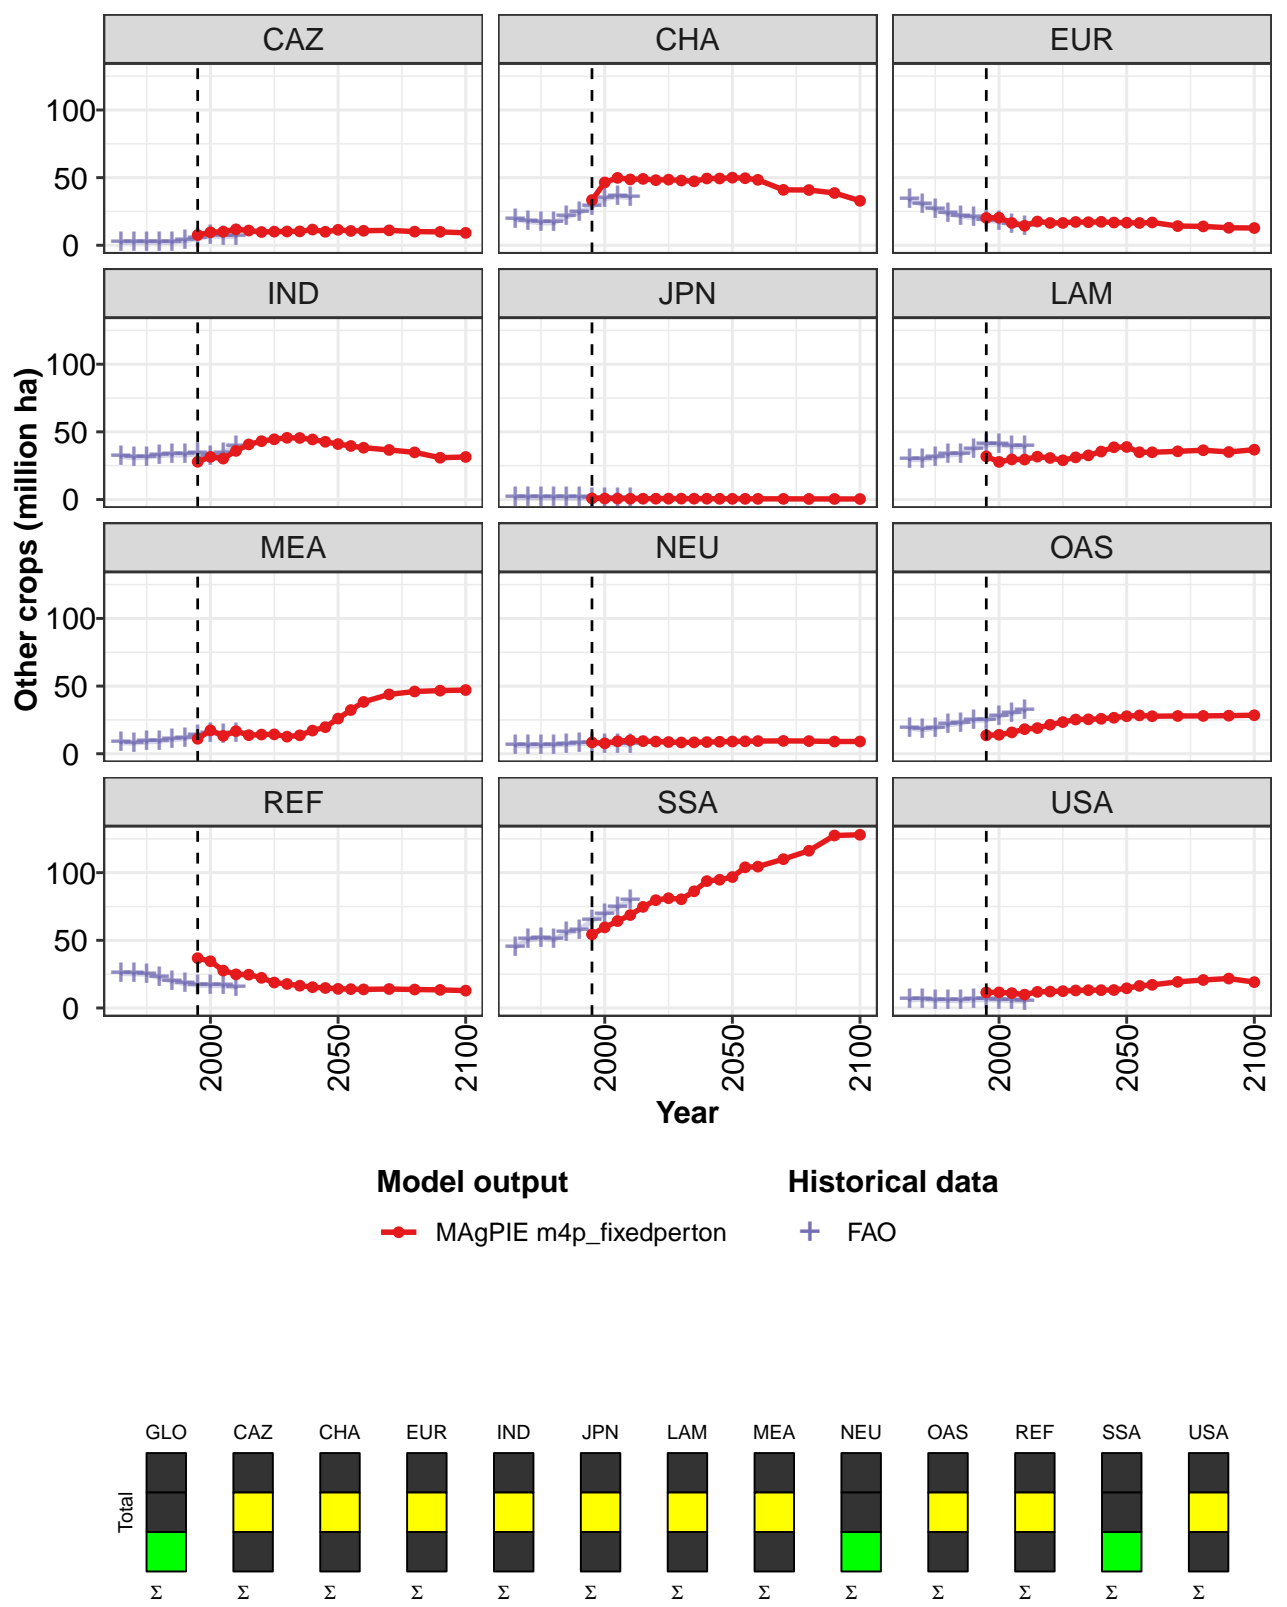 CAZ CHA EUR
100
50
0
IND JPN LAM
100
50
0
MEA NEU OAS
100
50
0
REF SSA USA
100
50
0
Other crops (million ha)
2000 2050 2100 2000 2050 2100 2000 2050 2100
Year
Model output Historical data
MAgPIE m4p_fixedperton FAO
GLO CAZ CHA EUR IND JPN LAM MEA NEU OAS REF SSA USA
Total
Σ Σ Σ Σ Σ Σ Σ Σ Σ Σ Σ Σ Σ